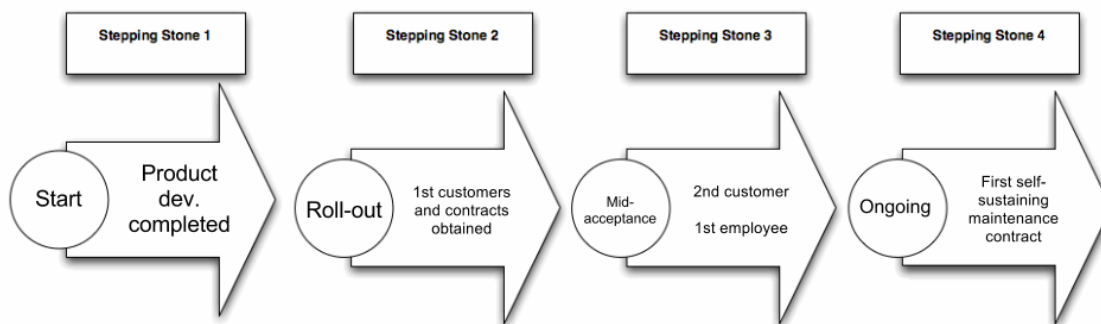 Stepping Stone 1
Stepping Stone 2
Stepping Stone 3
Stepping Stone 4
Start
Product
dev.
completed
Roll-out
1st customers
and contracts
obtained
Mid-
acceptance
2nd customer
1st employee
Ongoing
First self-
sustaining
maintenance
contract